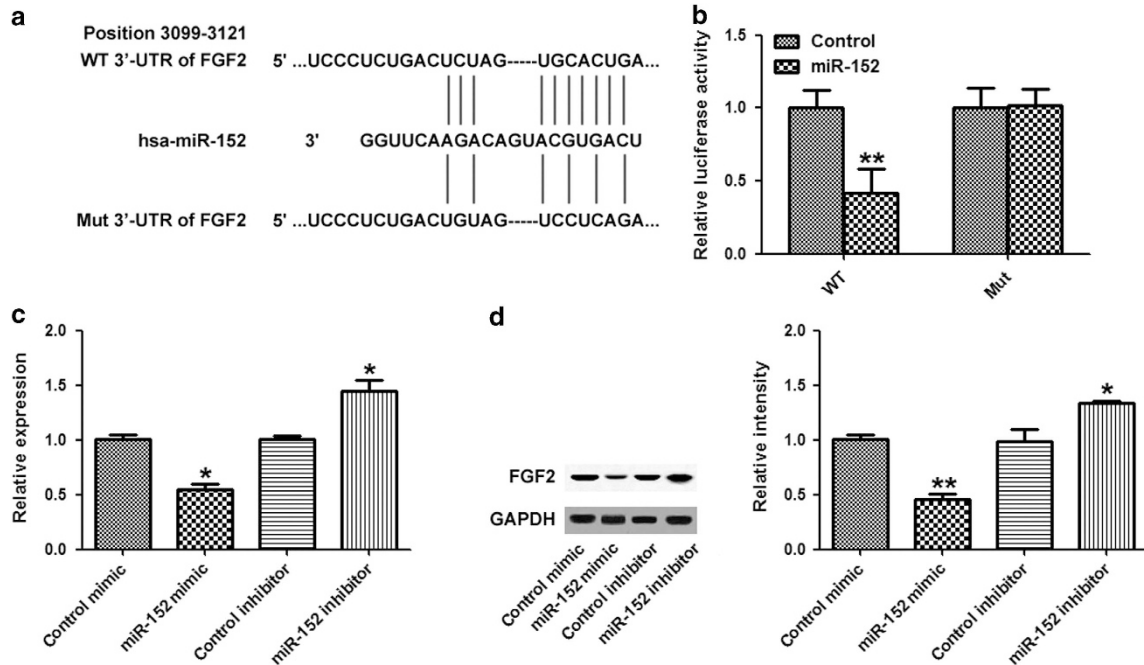 a
Position 3099-3121
WT 3'-UTR of FGF2 5' ...UCCCUCUGACUCUAG-----UGCACUGA...
hsa-miR-152 3' GGUUCAAGACAGUACGUGACU
Mut 3'-UTR of FGF2 5' ...UCCCUCUGACUGUAG-----UCCUCAGA...
b
Relative luciferase activity
1.5
1.0
0.5
0.0
Control
miR-152
**
WT
Mut
c
Relative expression
2.0
1.5
1.0
0.5
0.0
*
*
Control mimic
miR-152 mimic
Control inhibitor
miR-152 inhibitor
d
FGF2
GAPDH
Control mimic
miR-152 mimic
Control inhibitor
miR-152 inhibitor
Relative intensity
2.0
1.5
1.0
0.5
0.0
**
*
Control mimic
miR-152 mimic
Control inhibitor
miR-152 inhibitor